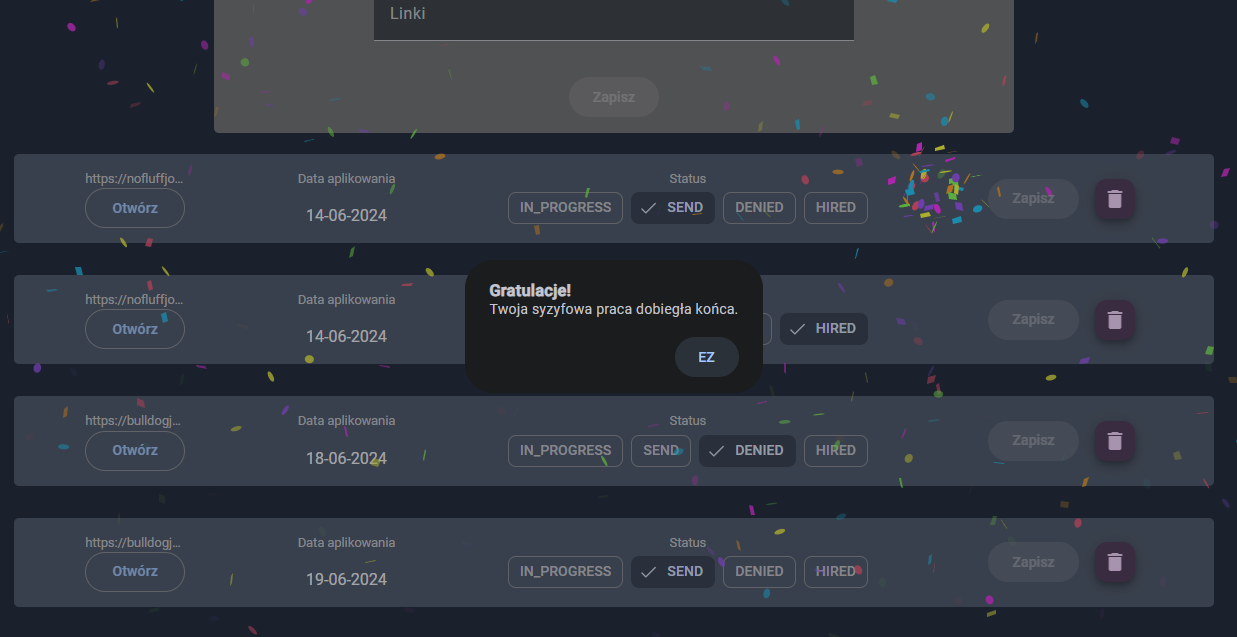 Linki
Zapisz
https://nofluffjo... Data aplikowania Status
Otwórz 14-06-2024 IN_PROGRESS SEND DENIED HIRED Zapisz
https://nofluffjo... Data aplikowania
Otwórz 14-06-2024 HIRED Zapisz
Gratulacje!
Twoja syzyfowa praca dobiegła końca.
EZ
https://bulldogj... Data aplikowania Status
Otwórz 18-06-2024 IN_PROGRESS SEND DENIED HIRED Zapisz
https://bulldogj... Data aplikowania Status
Otwórz 19-06-2024 IN_PROGRESS SEND DENIED HIRED Zapisz